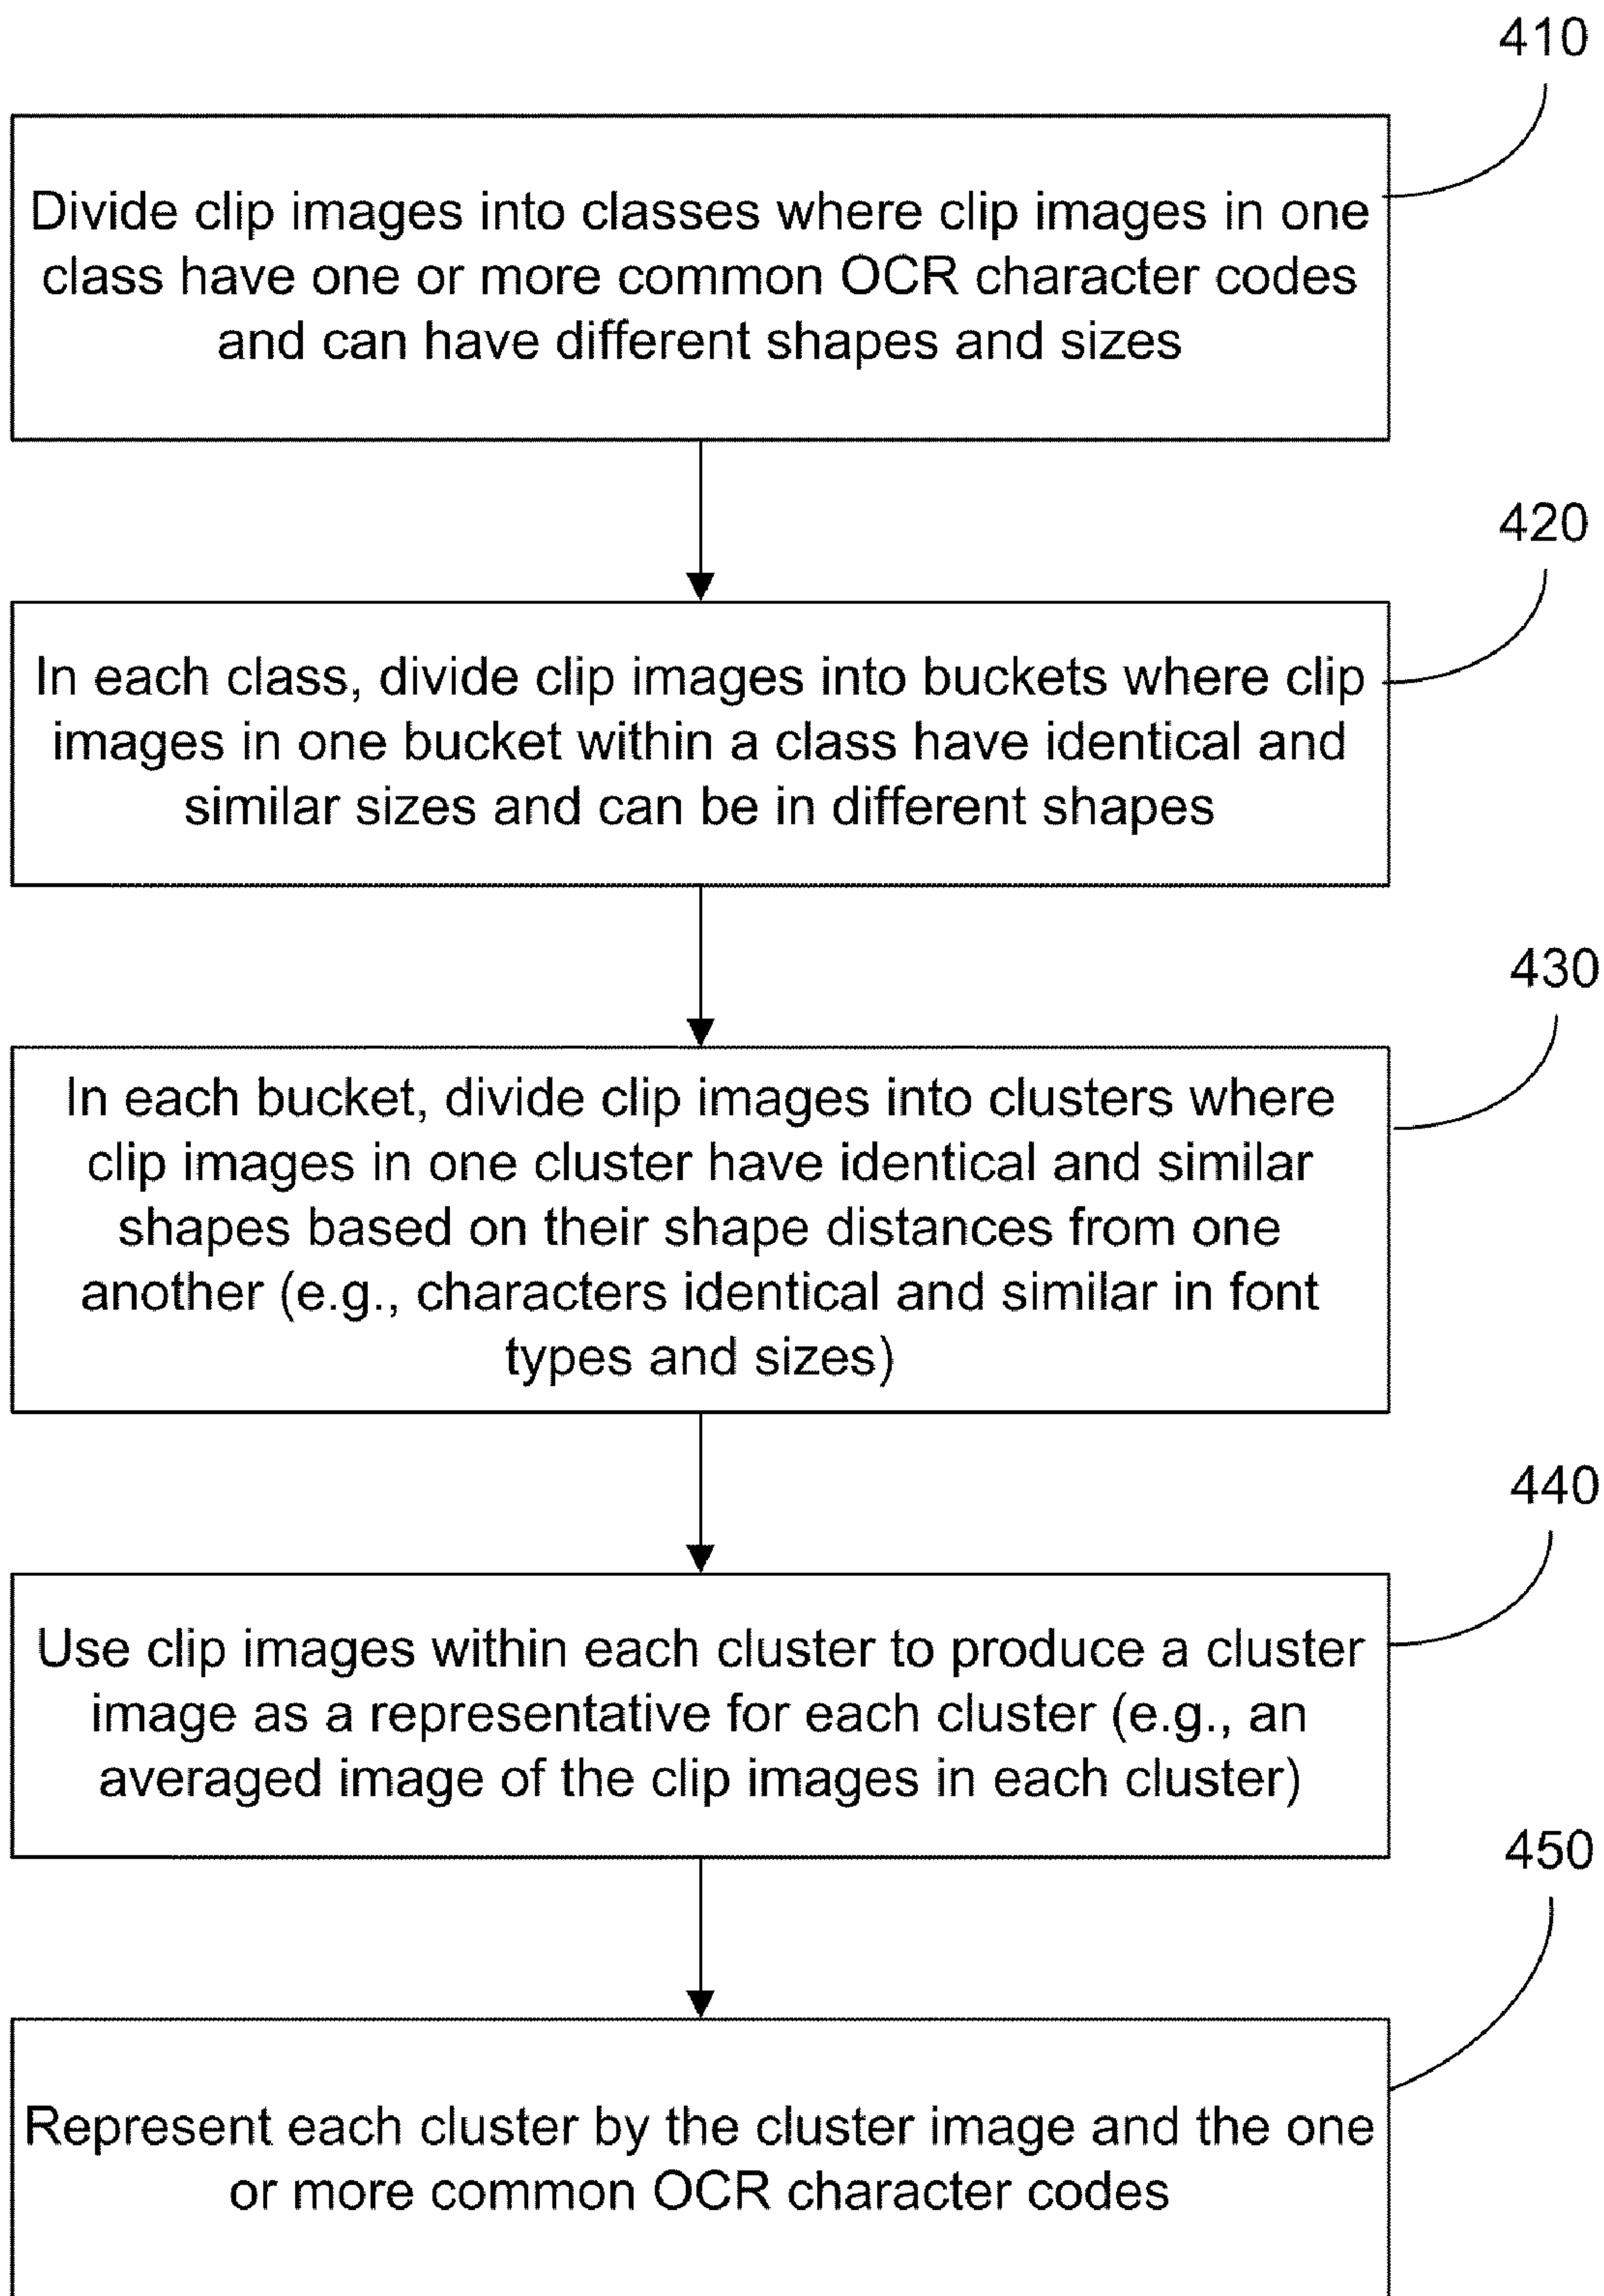 410
Divide clip images into classes where clip images in one
class have one or more common OCR character codes
and can have different shapes and sizes
420
In each class, divide clip images into buckets where clip
images in one bucket within a class have identical and
similar sizes and can be in different shapes
430
In each bucket, divide clip images into clusters where
clip images in one cluster have identical and similar
shapes based on their shape distances from one
another (e.g., characters identical and similar in font
types and sizes)
440
Use clip images within each cluster to produce a cluster
image as a representative for each cluster (e.g., an
averaged image of the clip images in each cluster)
450
Represent each cluster by the cluster image and the one
or more common OCR character codes